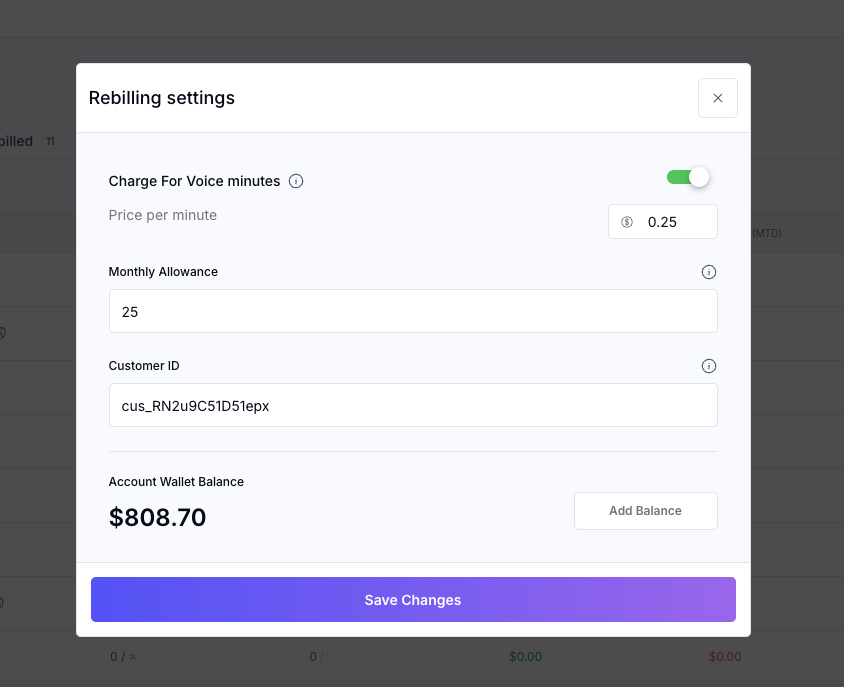 Rebilling settings
billed 11
Charge For Voice minutes
Price per minute
$ 0.25
(MTD)
Monthly Allowance
25
Customer ID
cus_RN2u9C51D51epx
Account Wallet Balance
$808.70
Add Balance
Save Changes
0 / ∞ 0 / $0.00 $0.00